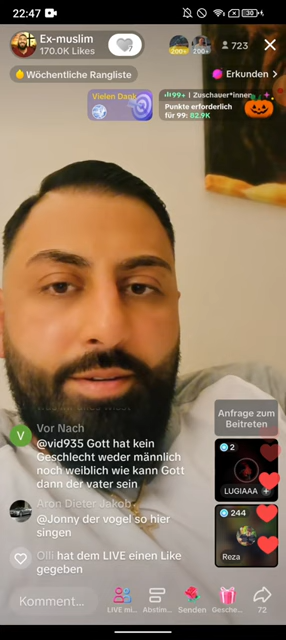 22:47
30
Ex-muslim
170.0K Likes
200+
200+
723
Wöchentliche Rangliste
Erkunden
Vielen Dank
99+ | Zuschauer*innen
Punkte erforderlich
für 99: 82.9K
Anfrage zum
Beitreten
Vor Nach
@vid935 Gott hat kein
Geschlecht weder männlich
noch weiblich wie kann Gott
dann der vater sein
2
LUGIAAA
Aron Dieter Jakob
@Jonny der vogel so hier
singen
244
Reza
Olli hat dem LIVE einen Like
gegeben
Komment...
LIVE mi...
Abstim...
Senden
Gesche...
72